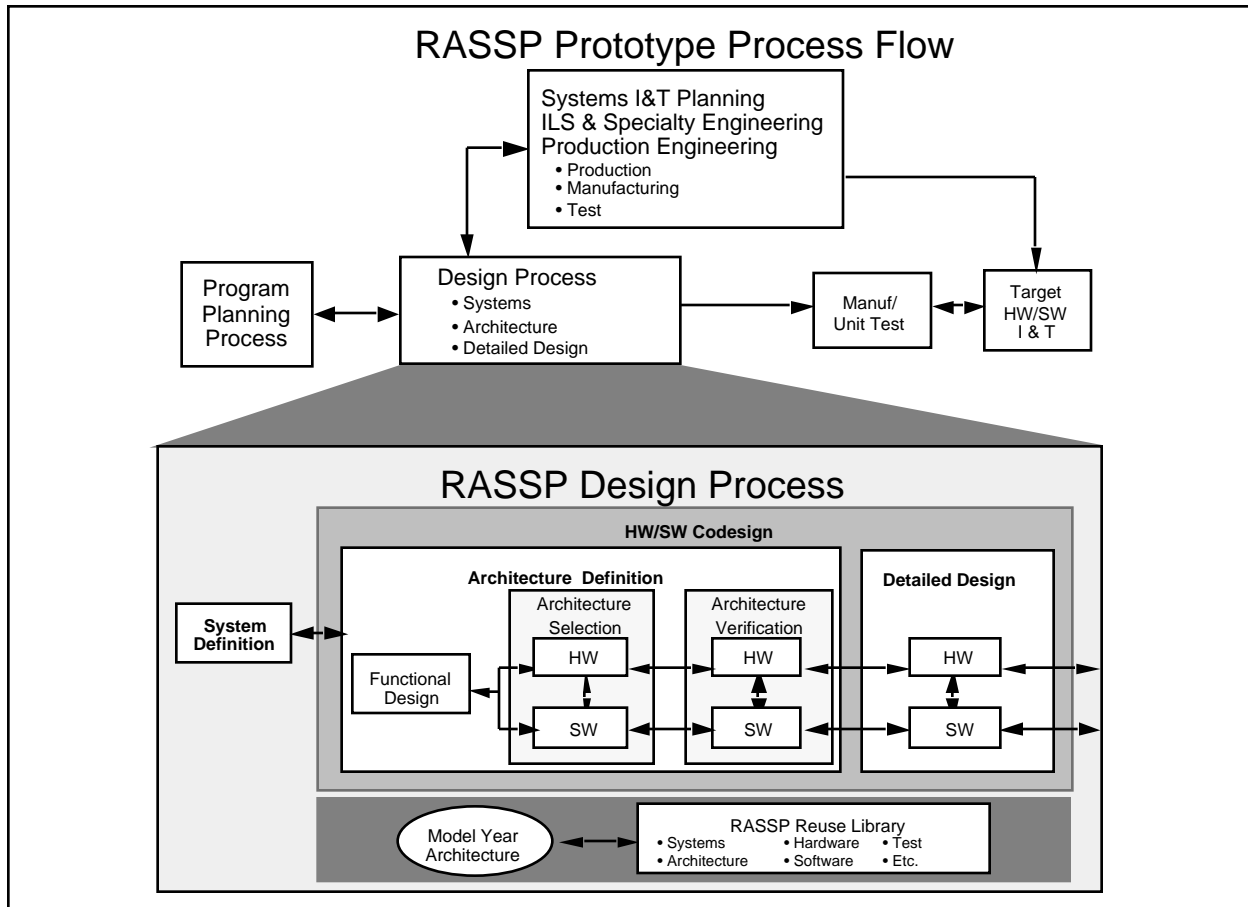 RASSP Prototype Process Flow
Systems I&T Planning
ILS & Specialty Engineering
Production Engineering
• Production
• Manufacturing
• Test
Program
Planning
Process
Design Process
• Systems
• Architecture
• Detailed Design
Manuf/
Unit Test
Target
HW/SW
I & T
RASSP Design Process
HW/SW Codesign
Architecture Definition
Detailed Design
System
Definition
Functional
Design
Architecture
Selection
HW
SW
Architecture
Verification
HW
SW
HW
SW
Model Year
Architecture
RASSP Reuse Library
• Systems • Hardware • Test
• Architecture • Software • Etc.